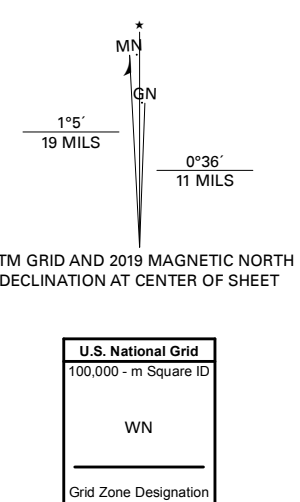 ★
MN
GN
1°5´
19 MILS
0°36´
11 MILS
TM GRID AND 2019 MAGNETIC NORTH
DECLINATION AT CENTER OF SHEET
U.S. National Grid
100,000 - m Square ID
WN
Grid Zone Designation